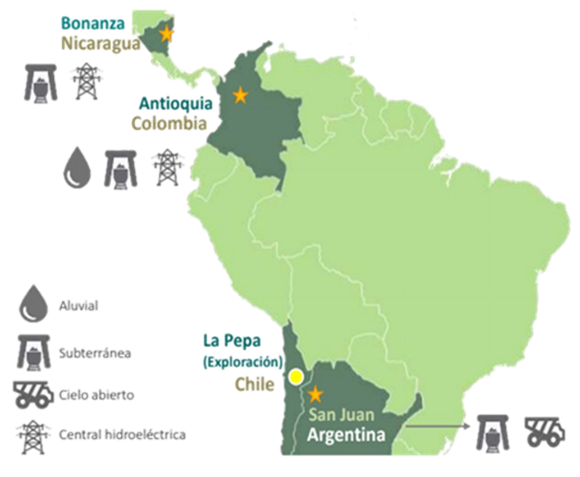 Bonanza
Nicaragua
Antioquia
Colombia
Aluvial
Subterránea
Cielo abierto
Central hidroeléctrica
La Pepa
(Exploración)
Chile
San Juan
Argentina